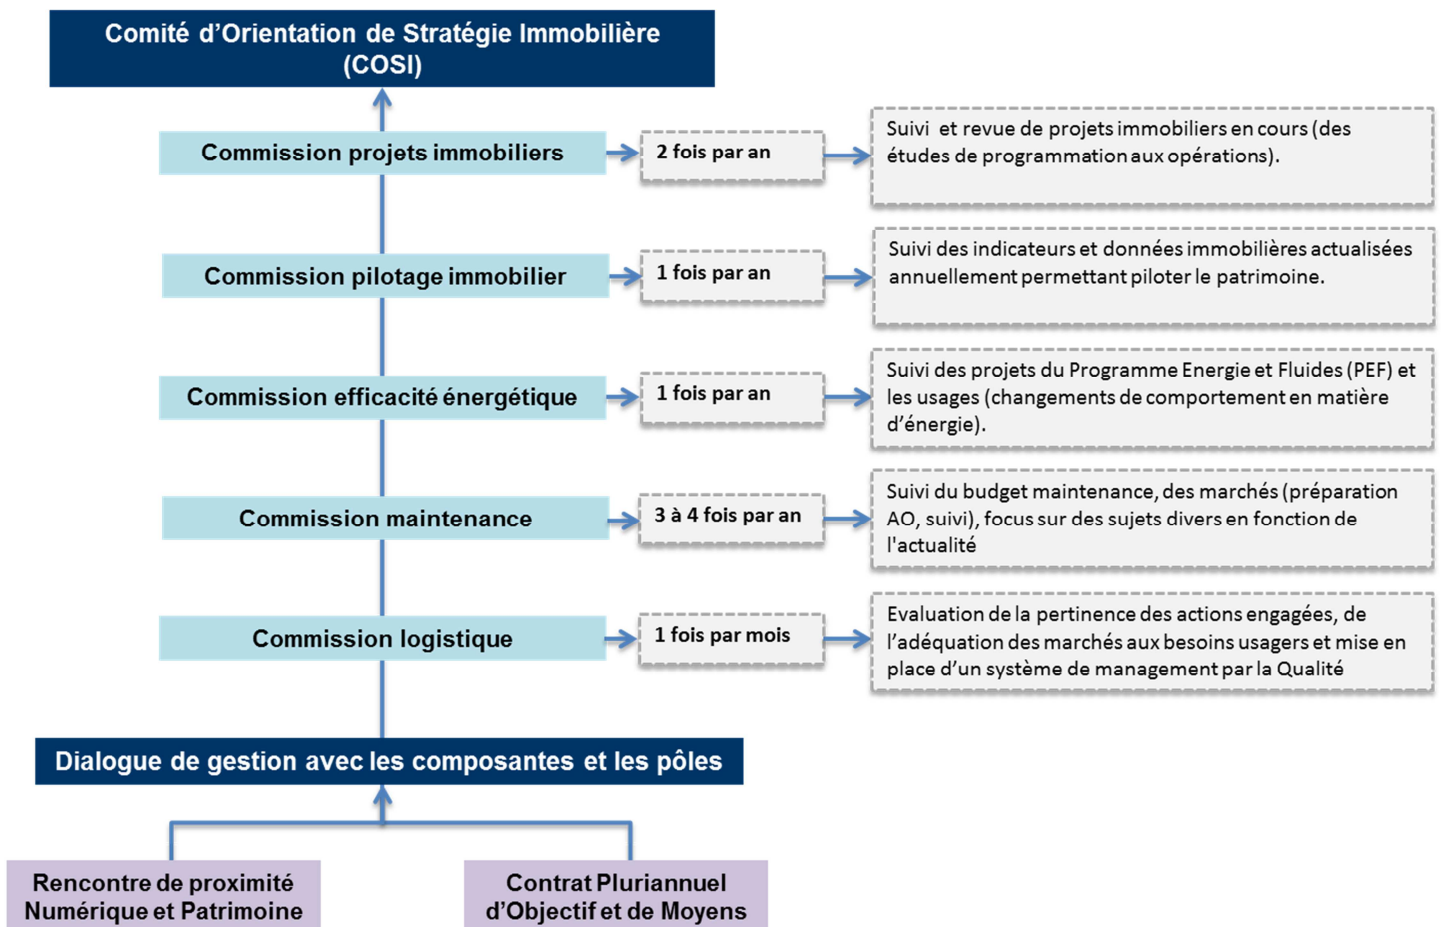 Comité d’Orientation de Stratégie Immobilière
(COSI)
Commission projets immobiliers
2 fois par an
Suivi et revue de projets immobiliers en cours (des
études de programmation aux opérations).
Commission pilotage immobilier
1 fois par an
Suivi des indicateurs et données immobilières actualisées
annuellement permettant piloter le patrimoine.
Commission efficacité énergétique
1 fois par an
Suivi des projets du Programme Energie et Fluides (PEF) et
les usages (changements de comportement en matière
d’énergie).
Commission maintenance
3 à 4 fois par an
Suivi du budget maintenance, des marchés (préparation
AO, suivi), focus sur des sujets divers en fonction de
l'actualité
Commission logistique
1 fois par mois
Evaluation de la pertinence des actions engagées, de
l’adéquation des marchés aux besoins usagers et mise en
place d’un système de management par la Qualité
Dialogue de gestion avec les composantes et les pôles
Rencontre de proximité
Numérique et Patrimoine
Contrat Pluriannuel
d’Objectif et de Moyens